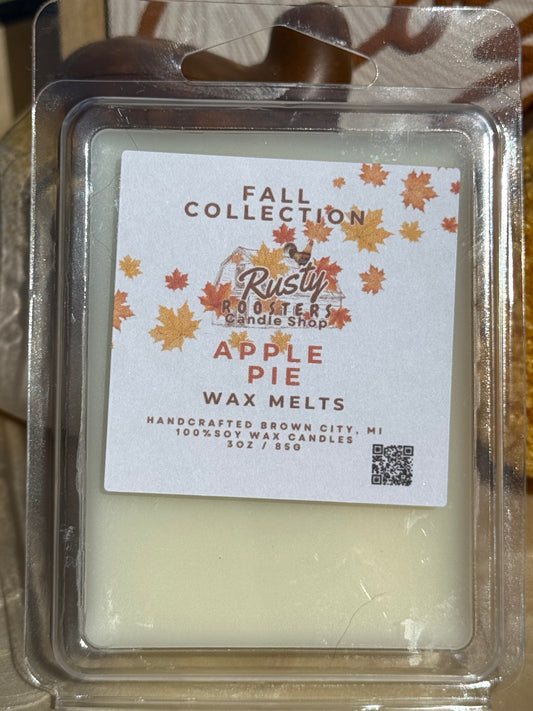 FALL
COLLECTION
Rusty
ROOSTERS
Candle Shop
APPLE
PIE
WAX MELTS
HANDCRAFTED BROWN CITY, MI
100%SOY WAX CANDLES
3OZ / 85G